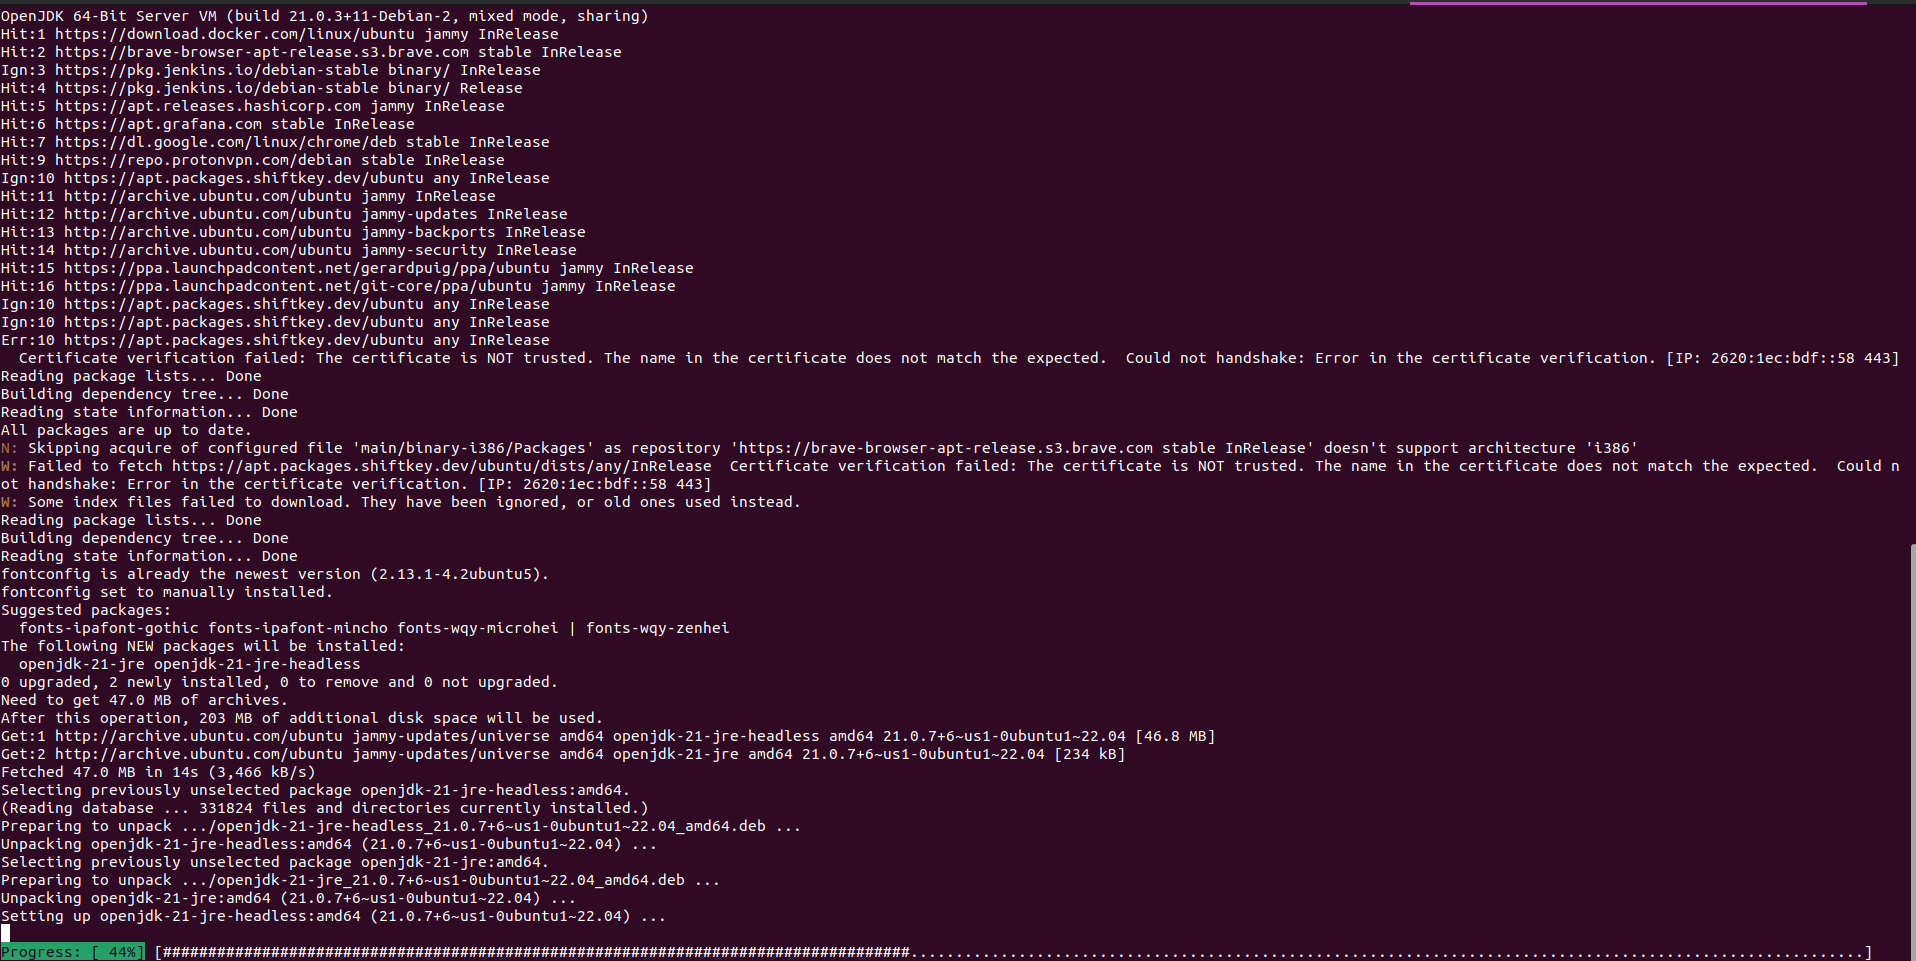 OpenJDK 64-Bit Server VM (build 21.0.3+11-Debian-2, mixed mode, sharing)
Hit:1 https://download.docker.com/linux/ubuntu jammy InRelease
Hit:2 https://brave-browser-apt-release.s3.brave.com stable InRelease
Ign:3 https://pkg.jenkins.io/debian-stable binary/ InRelease
Hit:4 https://pkg.jenkins.io/debian-stable binary/ Release
Hit:5 https://apt.releases.hashicorp.com jammy InRelease
Hit:6 https://apt.grafana.com stable InRelease
Hit:7 https://dl.google.com/linux/chrome/deb stable InRelease
Hit:9 https://repo.protonvpn.com/debian stable InRelease
Ign:10 https://apt.packages.shiftkey.dev/ubuntu any InRelease
Hit:11 http://archive.ubuntu.com/ubuntu jammy InRelease
Hit:12 http://archive.ubuntu.com/ubuntu jammy-updates InRelease
Hit:13 http://archive.ubuntu.com/ubuntu jammy-backports InRelease
Hit:14 http://archive.ubuntu.com/ubuntu jammy-security InRelease
Hit:15 https://ppa.launchpadcontent.net/gerardpuig/ppa/ubuntu jammy InRelease
Hit:16 https://ppa.launchpadcontent.net/git-core/ppa/ubuntu jammy InRelease
Ign:10 https://apt.packages.shiftkey.dev/ubuntu any InRelease
Ign:10 https://apt.packages.shiftkey.dev/ubuntu any InRelease
Err:10 https://apt.packages.shiftkey.dev/ubuntu any InRelease
  Certificate verification failed: The certificate is NOT trusted. The name in the certificate does not match the expected.  Could not handshake: Error in the certificate verification. [IP: 2620:1ec:bdf::58 443]
Reading package lists... Done
Building dependency tree... Done
Reading state information... Done
All packages are up to date.
N: Skipping acquire of configured file 'main/binary-i386/Packages' as repository 'https://brave-browser-apt-release.s3.brave.com stable InRelease' doesn't support architecture 'i386'
W: Failed to fetch https://apt.packages.shiftkey.dev/ubuntu/dists/any/InRelease  Certificate verification failed: The certificate is NOT trusted. The name in the certificate does not match the expected.  Could n
ot handshake: Error in the certificate verification. [IP: 2620:1ec:bdf::58 443]
W: Some index files failed to download. They have been ignored, or old ones used instead.
Reading package lists... Done
Building dependency tree... Done
Reading state information... Done
fontconfig is already the newest version (2.13.1-4.2ubuntu5).
fontconfig set to manually installed.
Suggested packages:
  fonts-ipafont-gothic fonts-ipafont-mincho fonts-wqy-microhei | fonts-wqy-zenhei
The following NEW packages will be installed:
  openjdk-21-jre openjdk-21-jre-headless
0 upgraded, 2 newly installed, 0 to remove and 0 not upgraded.
Need to get 47.0 MB of archives.
After this operation, 203 MB of additional disk space will be used.
Get:1 http://archive.ubuntu.com/ubuntu jammy-updates/universe amd64 openjdk-21-jre-headless amd64 21.0.7+6~us1-0ubuntu1~22.04 [46.8 MB]
Get:2 http://archive.ubuntu.com/ubuntu jammy-updates/universe amd64 openjdk-21-jre amd64 21.0.7+6~us1-0ubuntu1~22.04 [234 kB]
Fetched 47.0 MB in 14s (3,466 kB/s)
Selecting previously unselected package openjdk-21-jre-headless:amd64.
(Reading database ... 331824 files and directories currently installed.)
Preparing to unpack .../openjdk-21-jre-headless_21.0.7+6~us1-0ubuntu1~22.04_amd64.deb ...
Unpacking openjdk-21-jre-headless:amd64 (21.0.7+6~us1-0ubuntu1~22.04) ...
Selecting previously unselected package openjdk-21-jre:amd64.
Preparing to unpack .../openjdk-21-jre_21.0.7+6~us1-0ubuntu1~22.04_amd64.deb ...
Unpacking openjdk-21-jre:amd64 (21.0.7+6~us1-0ubuntu1~22.04) ...
Setting up openjdk-21-jre-headless:amd64 (21.0.7+6~us1-0ubuntu1~22.04) ...
Progress: [ 44%] [###################################################################################..........................................................................................................]